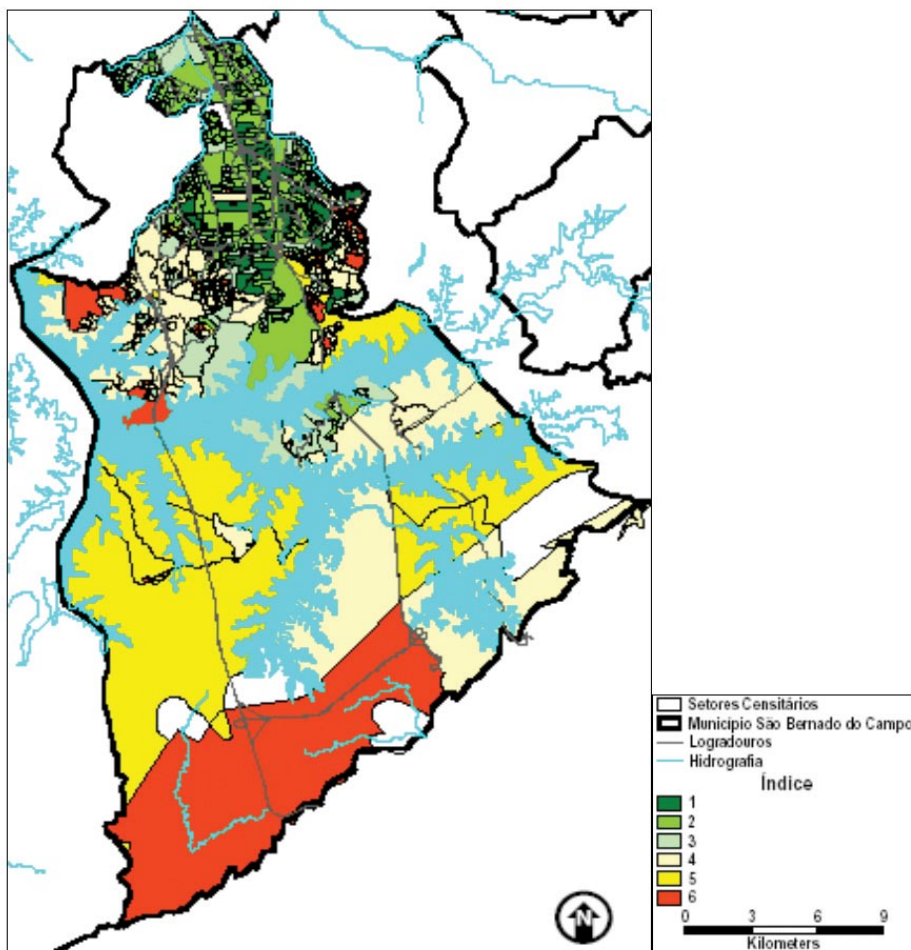 N
Setores Censitários
Município São Bernado do Campo
Logradouros
Hidrografia
Índice
1
2
3
4
5
6
0 3 6 9
Kilometers